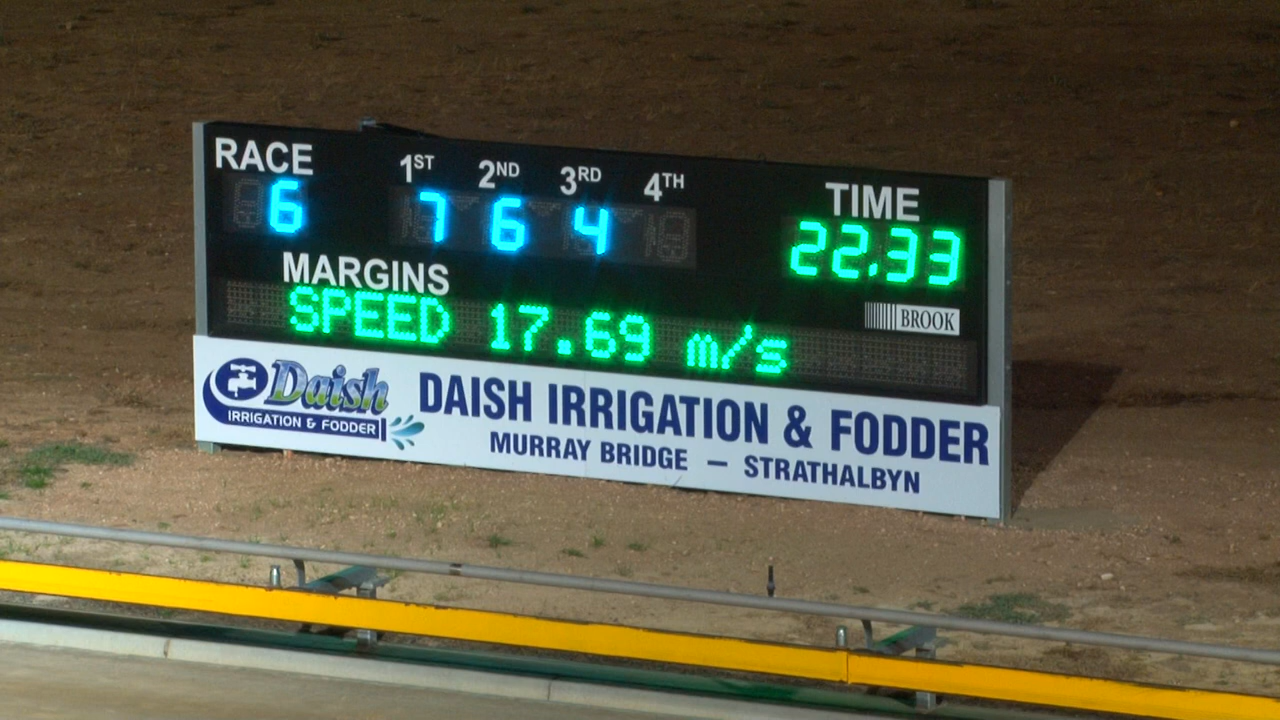 RACE 1ST 2ND 3RD 4TH TIME
6 7 6 4 22.33
MARGINS
SPEED 17.69 m/s
BROOK
Daish
IRRIGATION & FODDER
DAISH IRRIGATION & FODDER
MURRAY BRIDGE – STRATHALBYN